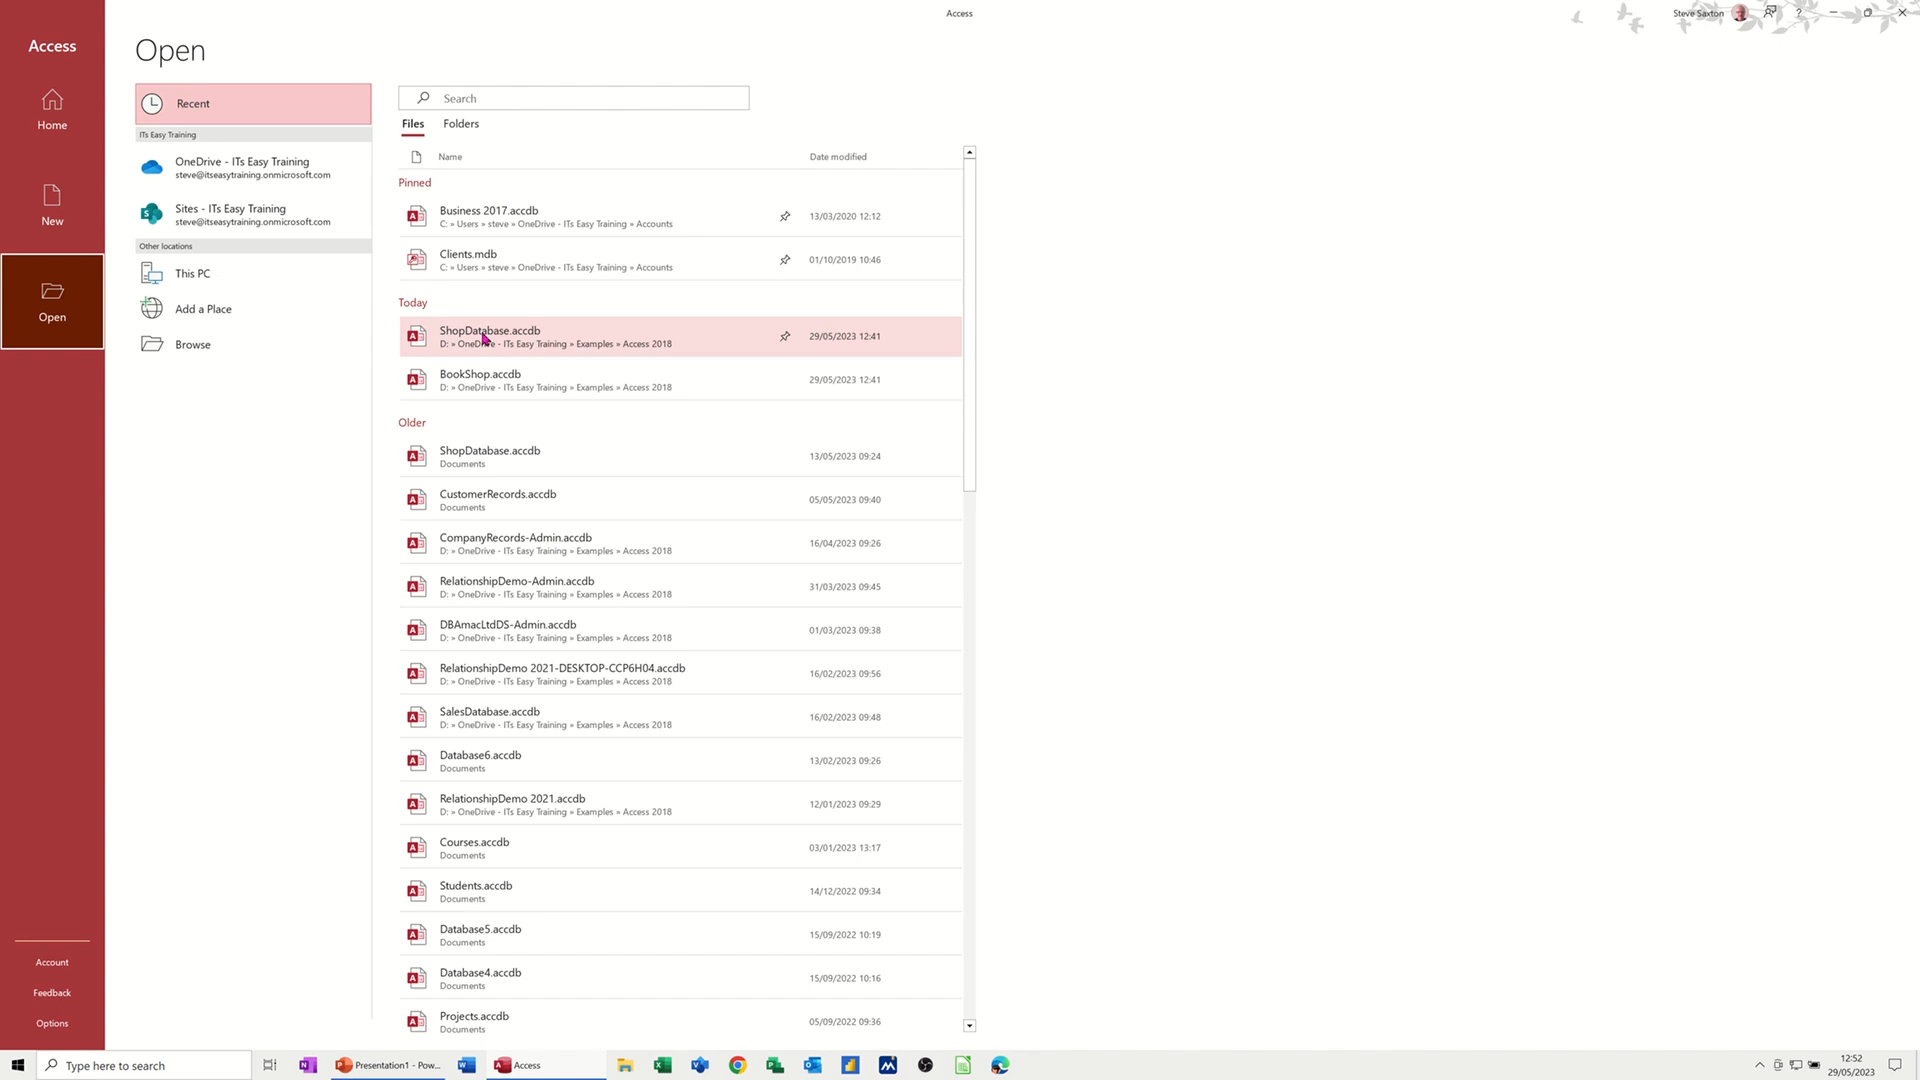 Access
Steve Saxton
?
Access
Home
New
Open
Account
Feedback
Options
Open
Recent
ITs Easy Training
OneDrive - ITs Easy Training
steve@itseasytraining.onmicrosoft.com
Sites - ITs Easy Training
steve@itseasytraining.onmicrosoft.com
Other locations
This PC
Add a Place
Browse
Search
Files Folders
Name Date modified
Pinned
Business 2017.accdb
C: » Users » steve » OneDrive - ITs Easy Training » Accounts
13/03/2020 12:12
Clients.mdb
C: » Users » steve » OneDrive - ITs Easy Training » Accounts
01/10/2019 10:46
Today
ShopDatabase.accdb
D: » OneDrive - ITs Easy Training » Examples » Access 2018
29/05/2023 12:41
BookShop.accdb
D: » OneDrive - ITs Easy Training » Examples » Access 2018
29/05/2023 12:41
Older
ShopDatabase.accdb
Documents
13/05/2023 09:24
CustomerRecords.accdb
Documents
05/05/2023 09:40
CompanyRecords-Admin.accdb
D: » OneDrive - ITs Easy Training » Examples » Access 2018
16/04/2023 09:26
RelationshipDemo-Admin.accdb
D: » OneDrive - ITs Easy Training » Examples » Access 2018
31/03/2023 09:45
DBAmacLtdDS-Admin.accdb
D: » OneDrive - ITs Easy Training » Examples » Access 2018
01/03/2023 09:38
RelationshipDemo 2021-DESKTOP-CCP6H04.accdb
D: » OneDrive - ITs Easy Training » Examples » Access 2018
16/02/2023 09:56
SalesDatabase.accdb
D: » OneDrive - ITs Easy Training » Examples » Access 2018
16/02/2023 09:48
Database6.accdb
Documents
13/02/2023 09:26
RelationshipDemo 2021.accdb
D: » OneDrive - ITs Easy Training » Examples » Access 2018
12/01/2023 09:29
Courses.accdb
Documents
03/01/2023 13:17
Students.accdb
Documents
14/12/2022 09:34
Database5.accdb
Documents
15/09/2022 10:19
Database4.accdb
Documents
15/09/2022 10:16
Projects.accdb
Documents
05/09/2022 09:36
Type here to search
Presentation1 - Pow...
Access
12:52
29/05/2023